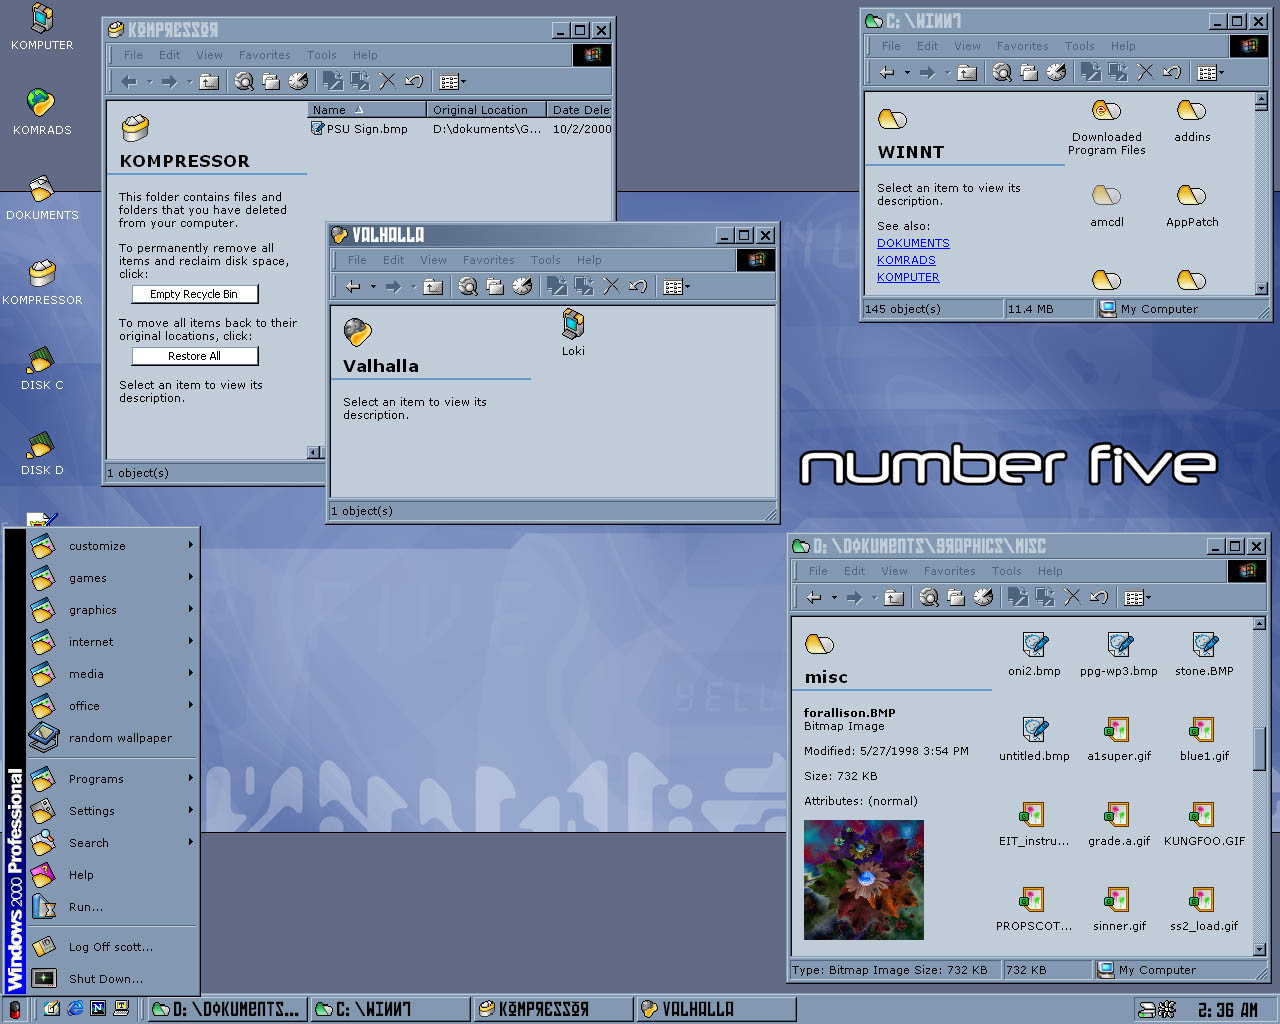 KOMPUTER
KOMRADS
DOKUMENTS
KOMPRESSOR
DISK C
DISK D
KOMPRESSOR
File Edit View Favorites Tools Help
Name Original Location Date Dele
PSU Sign.bmp D:\dokuments\G... 10/2/2000
KOMPRESSOR
This folder contains files and
folders that you have deleted
from your computer.
To permanently remove all
items and reclaim disk space,
click:
Empty Recycle Bin
To move all items back to their
original locations, click:
Restore All
Select an item to view its
description.
1 object(s)
VALHALLA
File Edit View Favorites Tools Help
Valhalla
Select an item to view its
description.
Loki
1 object(s)
C:\WINNT
File Edit View Favorites Tools Help
WINNT
Select an item to view its
description.
See also:
DOKUMENTS
KOMRADS
KOMPUTER
Downloaded
Program Files
addins
amcdl
AppPatch
145 object(s) 11.4 MB My Computer
number five
YELL
D:\DOKUMENTS\GRAPHICS\MISC
File Edit View Favorites Tools Help
misc
forallison.BMP
Bitmap Image
Modified: 5/27/1998 3:54 PM
Size: 732 KB
Attributes: (normal)
oni2.bmp ppg-wp3.bmp stone.BMP
untitled.bmp a1super.gif blue1.gif
EIT_instru... grade.a.gif KUNGFOO.GIF
PROPSCOT... sinner.gif ss2_load.gif
Type: Bitmap Image Size: 732 KB 732 KB My Computer
customize
games
graphics
internet
media
office
random wallpaper
Programs
Settings
Search
Help
Run...
Log Off scott...
Shut Down...
Windows 2000 Professional
D:\DOKUMENTS... C:\WINNT KOMPRESSOR VALHALLA 2:36 AM